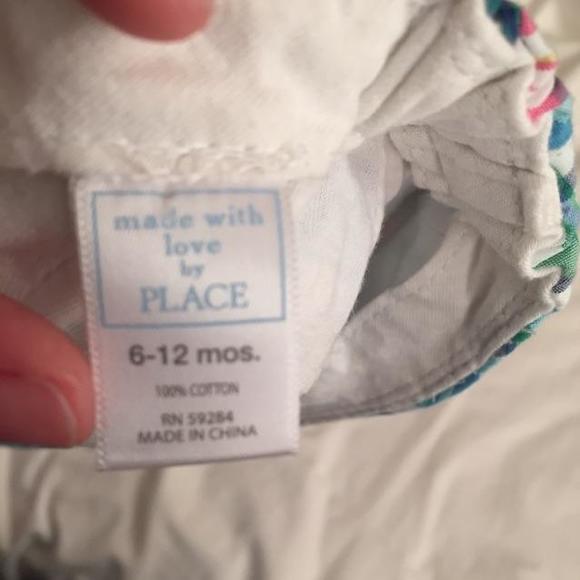 made with
love
by
PLACE
6-12 mos.
100% COTTON
RN 59284
MADE IN CHINA